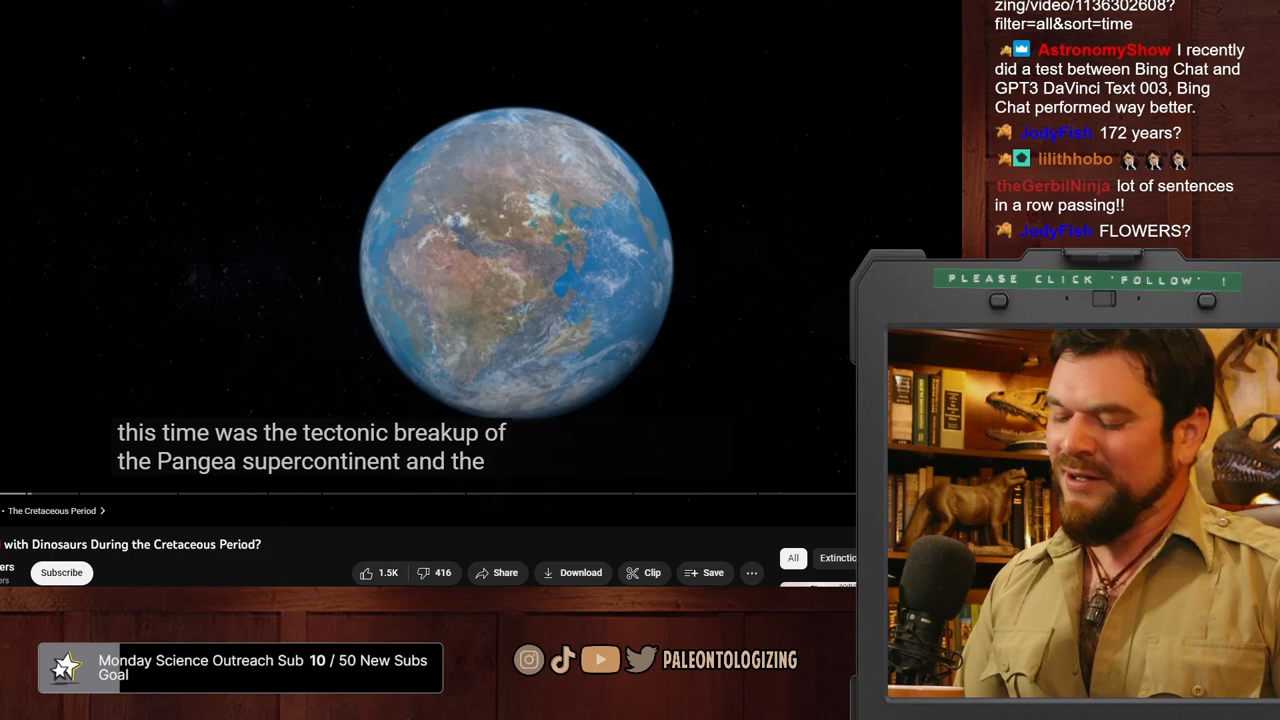 zing/video/1136302608?
filter=all&sort=time
AstronomyShow I recently
did a test between Bing Chat and
GPT3 DaVinci Text 003, Bing
Chat performed way better.
JodyFish 172 years?
lilithhobo
theGerbilNinja lot of sentences
in a row passing!!
JodyFish FLOWERS?
PLEASE CLICK 'FOLLOW' !
this time was the tectonic breakup of
the Pangea supercontinent and the
• The Cretaceous Period >
with Dinosaurs During the Cretaceous Period?
ers
ers
Subscribe
1.5K
416
Share
Download
Clip
Save
...
All
Extinctio
Monday Science Outreach Sub 10 / 50 New Subs
Goal
PALEONTOLOGIZING